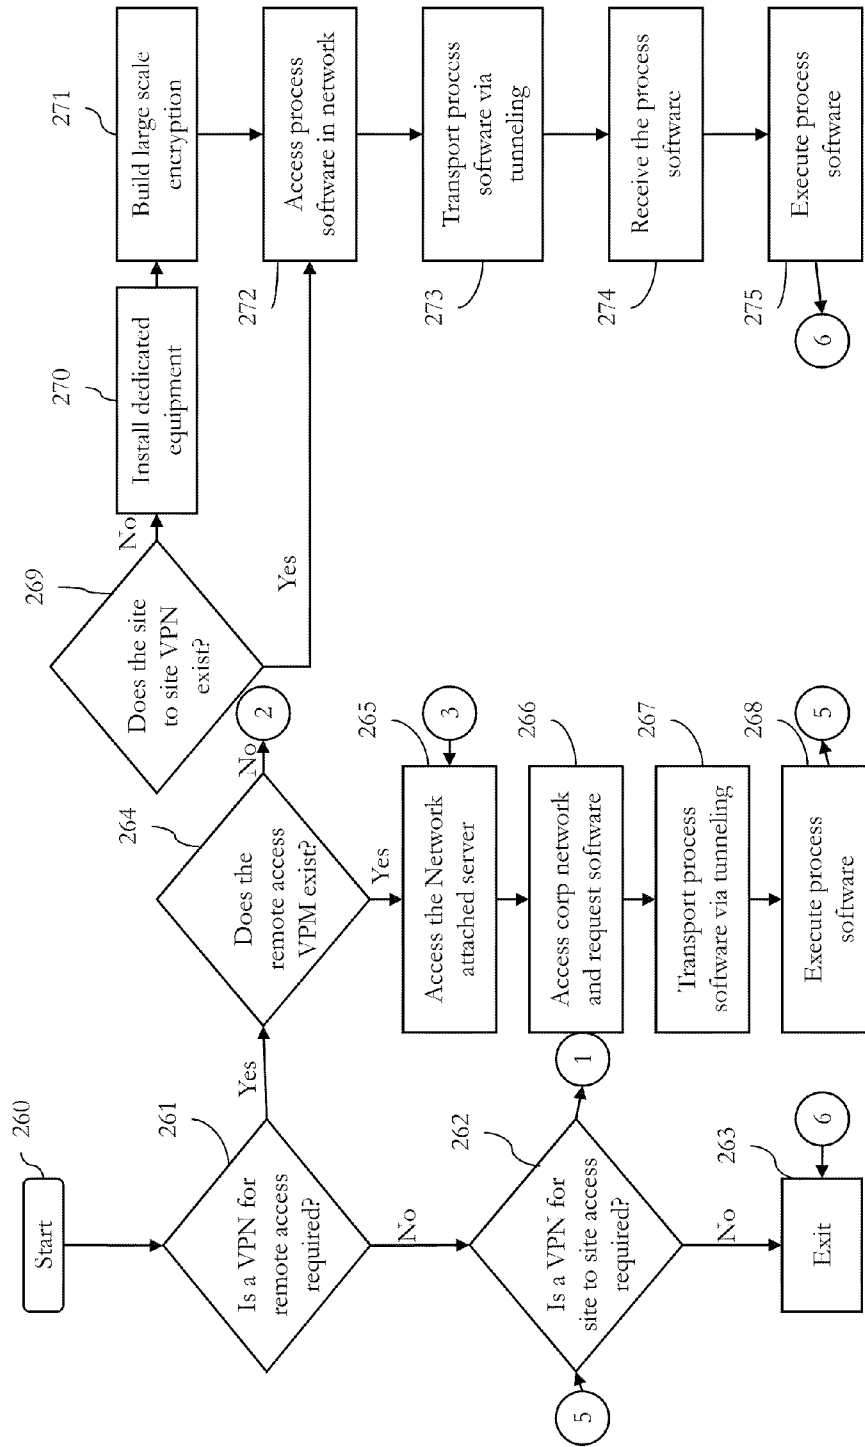 260
Start
261
Is a VPN for
remote access
required?
Yes
No
262
Is a VPN for
site to site access
required?
5
1
No
263
Exit
6
264
Does the
remote access
VPM exist?
No
2
Yes
265
Access the Network
attached server
3
266
Access corp network
and request software
267
Transport process
software via tunneling
268
Execute process
software
5
269
Does the site
to site VPN
exist?
No
Yes
270
Install dedicated
equipment
271
Build large scale
encryption
272
Access process
software in network
273
Transport process
software via
tunneling
274
Receive the process
software
275
Execute process
software
6